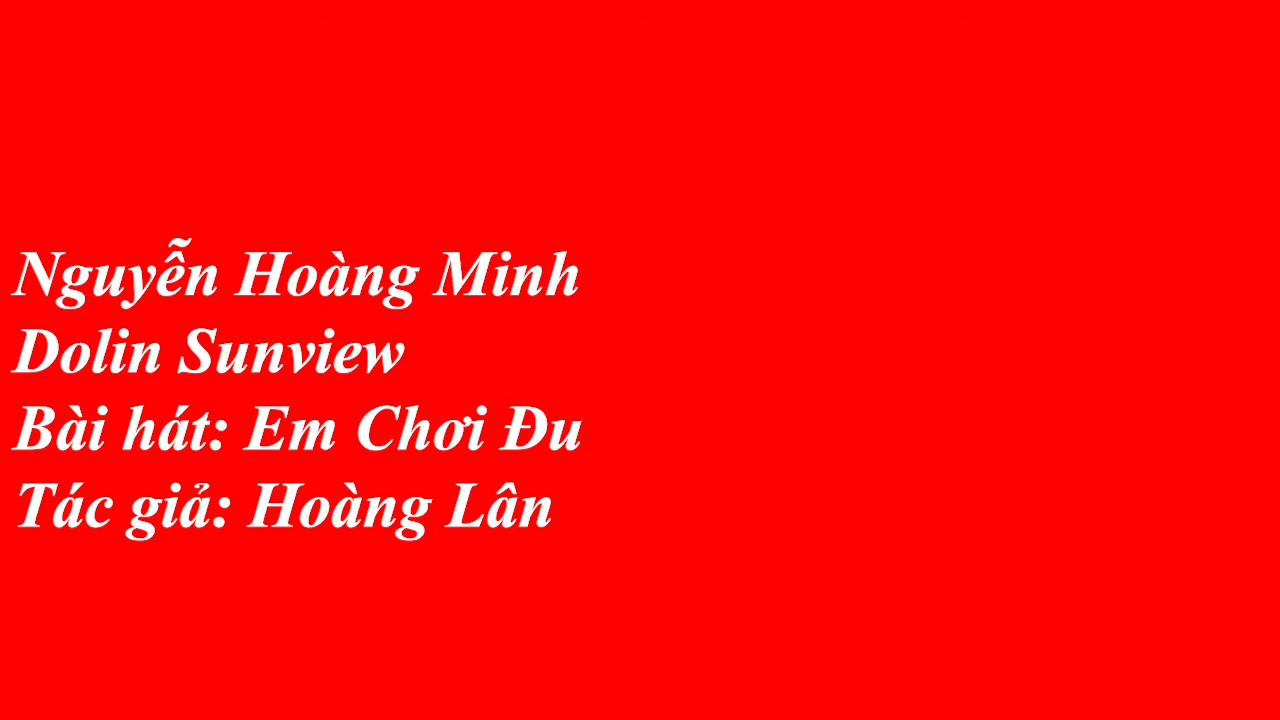 Nguyễn Hoàng Minh
Dolin Sunview
Bài hát: Em Chơi Đu
Tác giả: Hoàng Lân